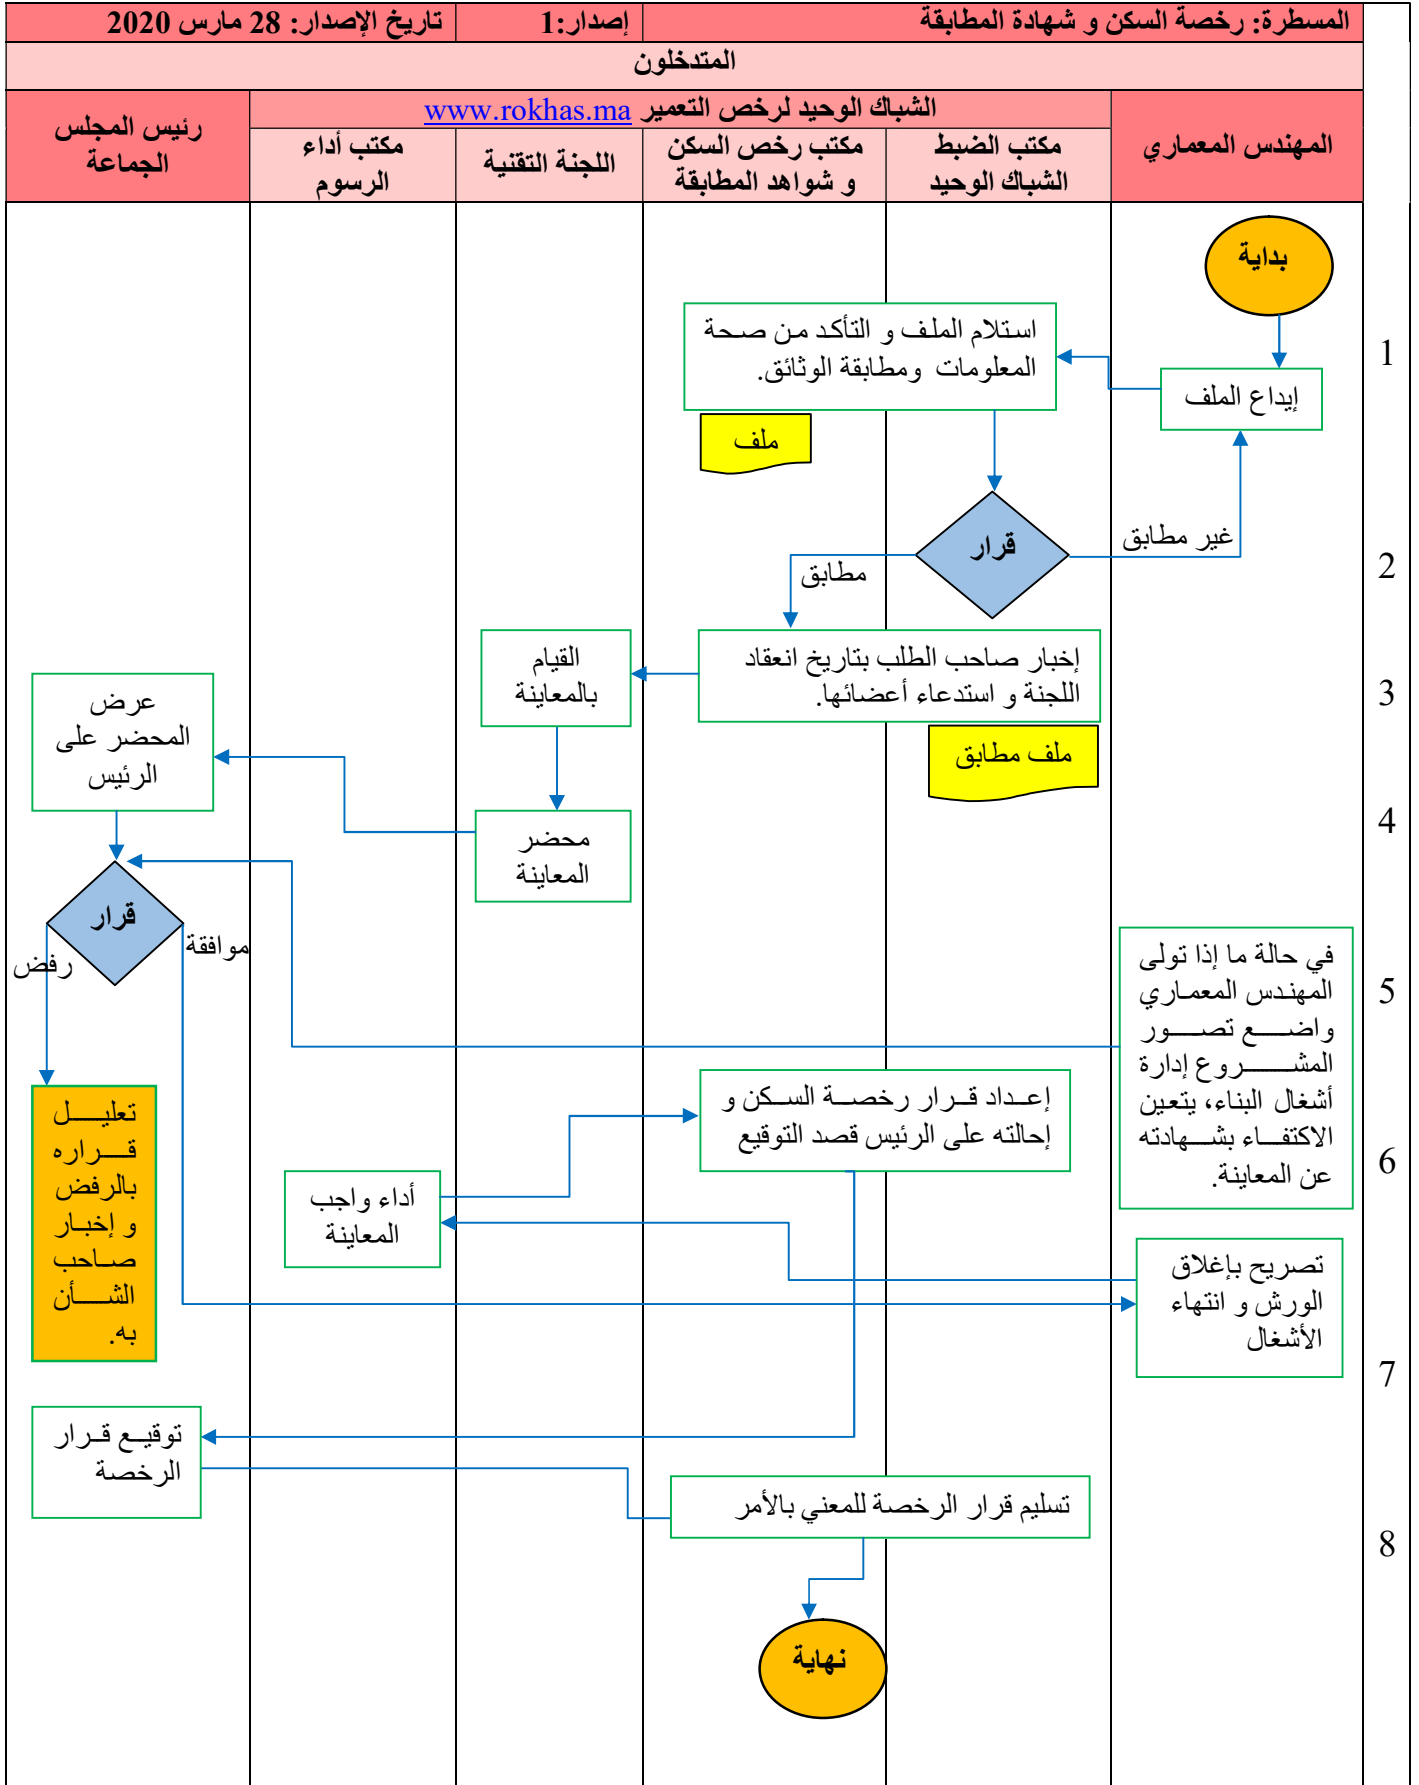 المسطرة: رخصة السكن و شهادة المطابقة
إصدار:1
تاريخ الإصدار: 28 مارس 2020
المتدخلون
المهندس المعماري
الشباك الوحيد لرخص التعمير www.rokhas.ma
رئيس المجلس
الجماعة
مكتب الضبط
الشباك الوحيد
مكتب رخص السكن
و شواهد المطابقة
اللجنة التقنية
مكتب أداء
الرسوم
بداية
1
إيداع الملف
استلام الملف و التأكد من صحة
المعلومات ومطابقة الوثائق.
ملف
2
قرار
غير مطابق
مطابق
3
إخبار صاحب الطلب بتاريخ انعقاد
اللجنة و استدعاء أعضائها.
ملف مطابق
القيام
بالمعاينة
عرض
المحضر على
الرئيس
4
محضر
المعاينة
قرار
موافقة
رفض
5
في حالة ما إذا تولى
المهندس المعماري
واضع تصور
المشروع إدارة
أشغال البناء، يتعين
الاكتفاء بشهادته
عن المعاينة.
6
إعداد قرار رخصة السكن و
إحالته على الرئيس قصد التوقيع
أداء واجب
المعاينة
تعليل
قراره
بالرفض
و إخبار
صاحب
الشأن
به.
تصريح بإغلاق
الورش و انتهاء
الأشغال
7
توقيع قرار
الرخصة
تسليم قرار الرخصة للمعني بالأمر
8
نهاية